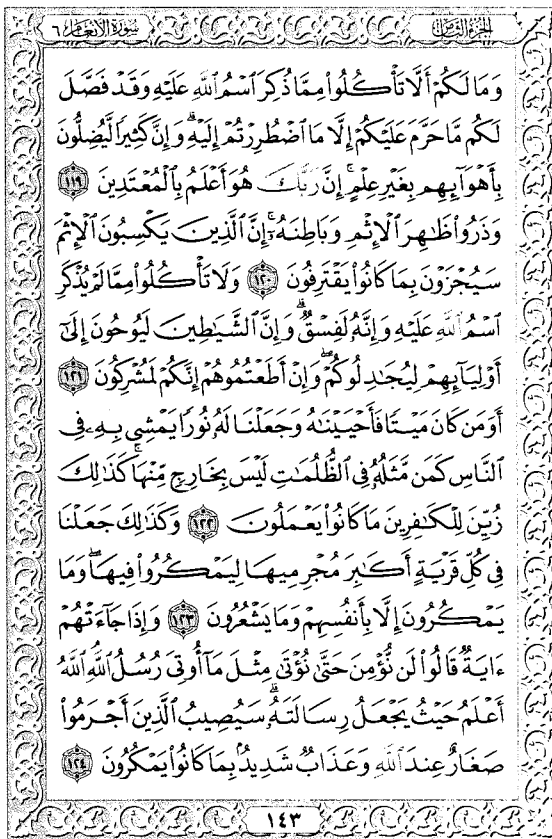 الجزء الثامن سورة الأنعام ٦
وَمَا لَكُمْ أَلَّا تَأْكُلُوا۟ مِمَّا ذُكِرَ ٱسْمُ ٱللَّهِ عَلَيْهِ وَقَدْ فَصَّلَ
لَكُم مَّا حَرَّمَ عَلَيْكُمْ إِلَّا مَا ٱضْطُرِرْتُمْ إِلَيْهِ ۗ وَإِنَّ كَثِيرًا لَّيُضِلُّونَ
بِأَهْوَآئِهِم بِغَيْرِ عِلْمٍ ۗ إِنَّ رَبَّكَ هُوَ أَعْلَمُ بِٱلْمُعْتَدِينَ ١١٩
وَذَرُوا۟ ظَٰهِرَ ٱلْإِثْمِ وَبَاطِنَهُۥٓ ۚ إِنَّ ٱلَّذِينَ يَكْسِبُونَ ٱلْإِثْمَ
سَيُجْزَوْنَ بِمَا كَانُوا۟ يَقْتَرِفُونَ ١٢٠ وَلَا تَأْكُلُوا۟ مِمَّا لَمْ يُذْكَرِ
ٱسْمُ ٱللَّهِ عَلَيْهِ وَإِنَّهُۥ لَفِسْقٌ ۗ وَإِنَّ ٱلشَّيَٰطِينَ لَيُوحُونَ إِلَىٰٓ
أَوْلِيَآئِهِمْ لِيُجَٰدِلُوكُمْ ۖ وَإِنْ أَطَعْتُمُوهُمْ إِنَّكُمْ لَمُشْرِكُونَ ١٢١
أَوَمَن كَانَ مَيْتًا فَأَحْيَيْنَٰهُ وَجَعَلْنَا لَهُۥ نُورًا يَمْشِى بِهِۦ فِى
ٱلنَّاسِ كَمَن مَّثَلُهُۥ فِى ٱلظُّلُمَٰتِ لَيْسَ بِخَارِجٍ مِّنْهَا ۚ كَذَٰلِكَ
زُيِّنَ لِلْكَٰفِرِينَ مَا كَانُوا۟ يَعْمَلُونَ ١٢٢ وَكَذَٰلِكَ جَعَلْنَا
فِى كُلِّ قَرْيَةٍ أَكَٰبِرَ مُجْرِمِيهَا لِيَمْكُرُوا۟ فِيهَا ۖ وَمَا
يَمْكُرُونَ إِلَّا بِأَنفُسِهِمْ وَمَا يَشْعُرُونَ ١٢٣ وَإِذَا جَآءَتْهُمْ
ءَايَةٌ قَالُوا۟ لَن نُّؤْمِنَ حَتَّىٰ نُؤْتَىٰ مِثْلَ مَآ أُوتِىَ رُسُلُ ٱللَّهِ ٱللَّهُ
أَعْلَمُ حَيْثُ يَجْعَلُ رِسَالَتَهُۥ ۗ سَيُصِيبُ ٱلَّذِينَ أَجْرَمُوا۟
صَغَارٌ عِندَ ٱللَّهِ وَعَذَابٌ شَدِيدٌۢ بِمَا كَانُوا۟ يَمْكُرُونَ ١٢٤
١٤٣